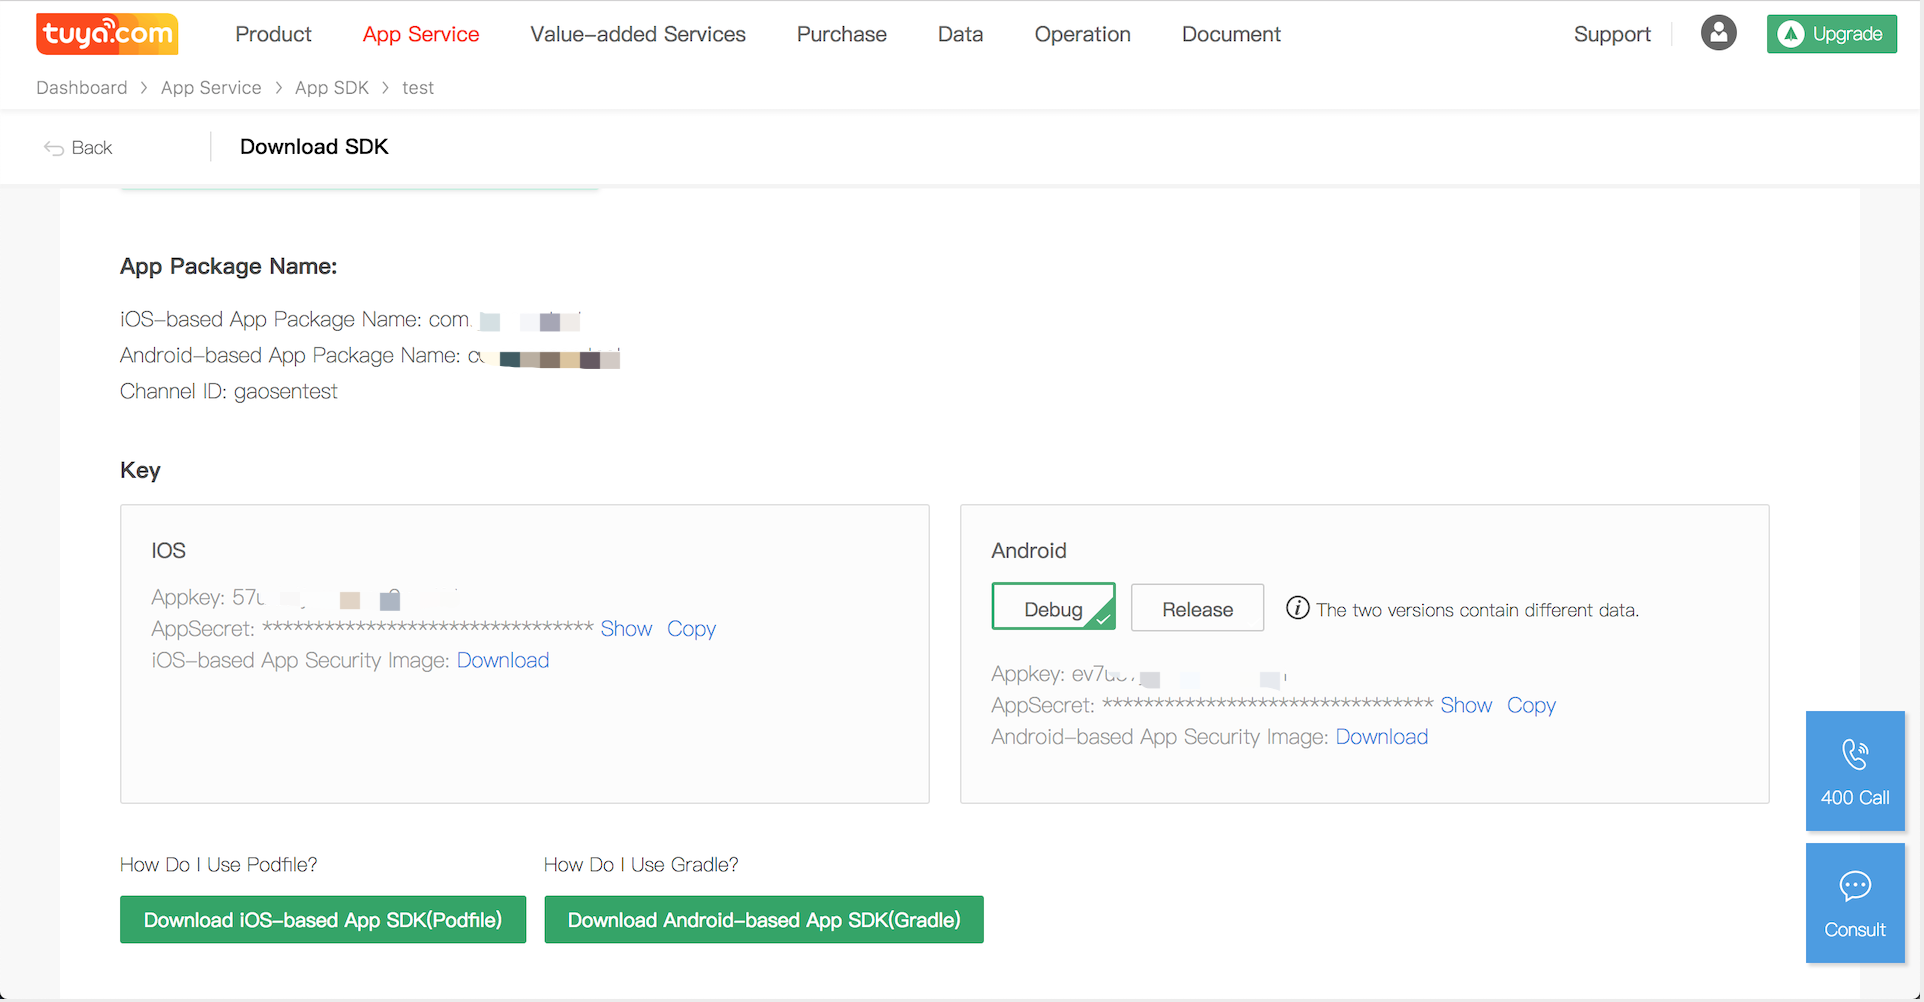 tuya.com
Product App Service Value-added Services Purchase Data Operation Document Support Upgrade
Dashboard > App Service > App SDK > test
Back Download SDK
App Package Name:
iOS-based App Package Name: com.
Android-based App Package Name:
Channel ID: gaosentest
Key
IOS
Appkey: 57
AppSecret: ******************************** Show Copy
iOS-based App Security Image: Download
Android
Debug Release The two versions contain different data.
Appkey: ev7u
AppSecret: ******************************** Show Copy
Android-based App Security Image: Download
400 Call
Consult
How Do I Use Podfile? How Do I Use Gradle?
Download iOS-based App SDK(Podfile) Download Android-based App SDK(Gradle)